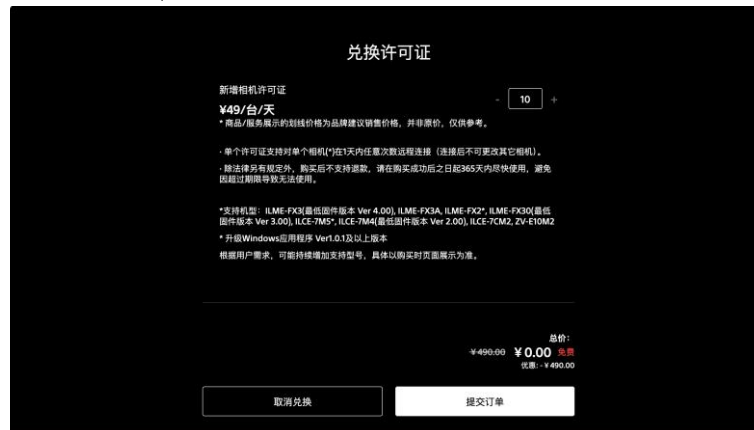 兑换许可证
新增相机许可证
- 10 +
¥49/台/天
* 商品/服务展示的划线价格为品牌建议销售价格，并非原价，仅供参考。
· 单个许可证支持对单个相机(*)在1天内任意次数远程连接（连接后不可更改其它相机）。
· 除法律另有规定外，购买后不支持退款，请在购买成功后之日起365天内尽快使用，避免
因超过期限导致无法使用。
*支持机型：ILME-FX3(最低固件版本 Ver 4.00), ILME-FX3A, ILME-FX2*, ILME-FX30(最低
固件版本 Ver 3.00), ILCE-7M5*, ILCE-7M4(最低固件版本 Ver 2.00), ILCE-7CM2, ZV-E10M2
* 升级Windows应用程序 Ver1.0.1及以上版本
根据用户需求，可能持续增加支持型号，具体以购买时页面展示为准。
总价：
¥490.00 ¥0.00 免费
优惠：-¥490.00
取消兑换
提交订单